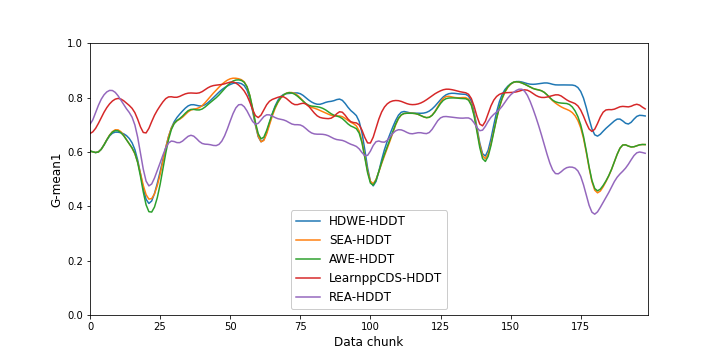 1.0
0.8
0.6
0.4
0.2
0.0
G-mean1
HDWE-HDDT
SEA-HDDT
AWE-HDDT
LearnppCDS-HDDT
REA-HDDT
0 25 50 75 100 125 150 175
Data chunk